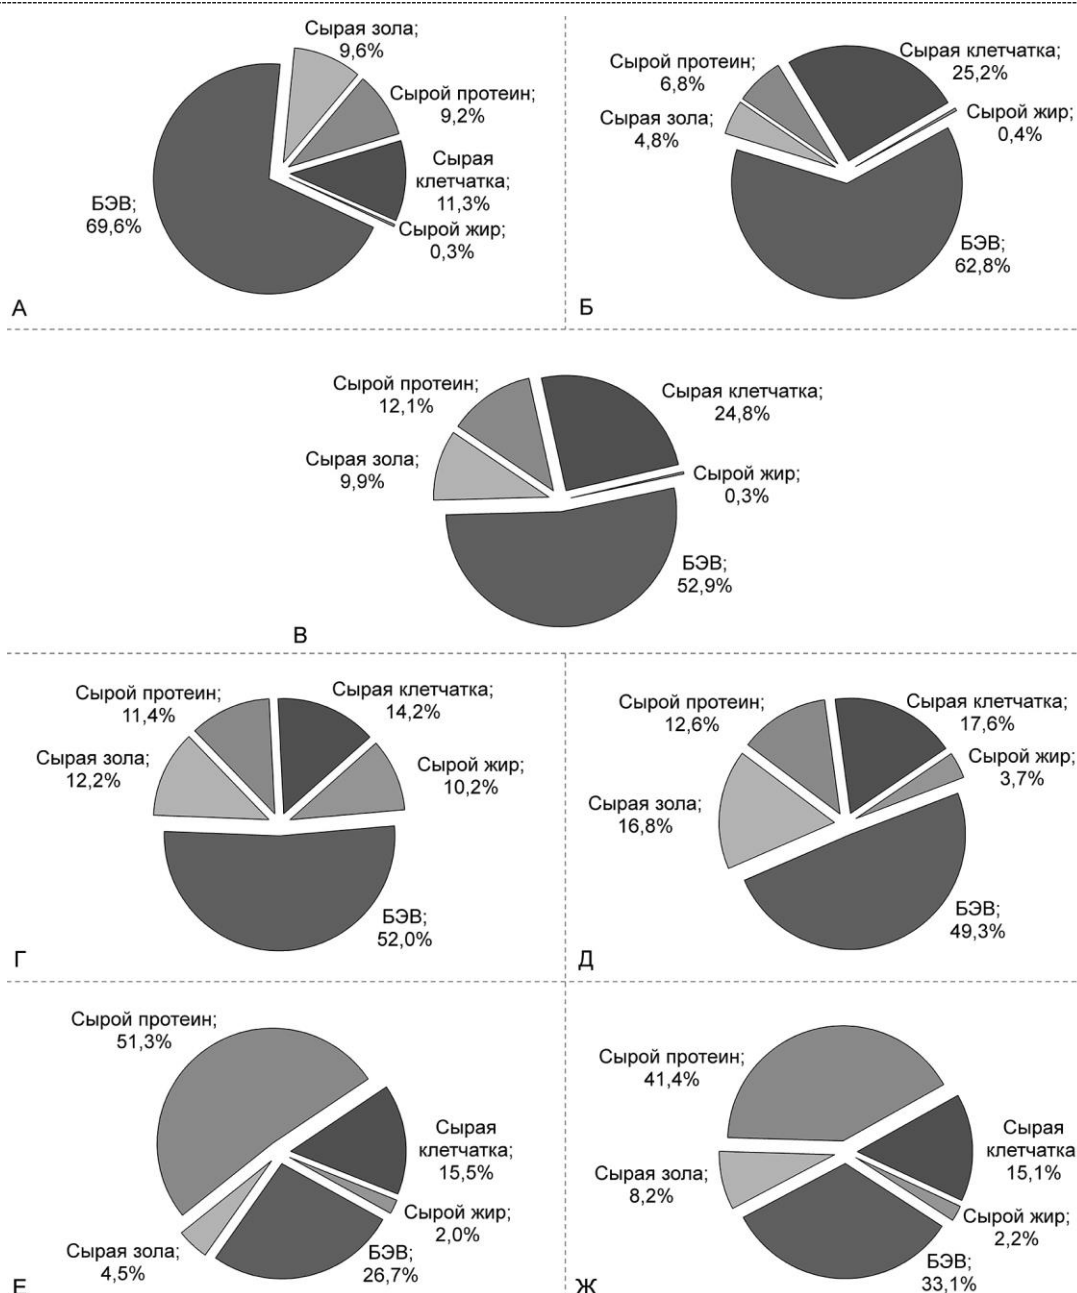 Сырая зола;
9,6%
Сырой протеин;
9,2%
Сырая
клетчатка;
11,3%
Сырой жир;
0,3%
БЭВ;
69,6%
А
Сырая клетчатка;
25,2%
Сырой протеин;
6,8%
Сырой жир;
0,4%
Сырая зола;
4,8%
БЭВ;
62,8%
Б
Сырой протеин;
12,1%
Сырая клетчатка;
24,8%
Сырая зола;
9,9%
Сырой жир;
0,3%
БЭВ;
52,9%
В
Сырой протеин;
11,4%
Сырая клетчатка;
14,2%
Сырая зола;
12,2%
Сырой жир;
10,2%
БЭВ;
52,0%
Г
Сырой протеин;
12,6%
Сырая клетчатка;
17,6%
Сырой жир;
3,7%
Сырая зола;
16,8%
БЭВ;
49,3%
Д
Сырой протеин;
51,3%
Сырая
клетчатка;
15,5%
Сырой жир;
2,0%
Сырая зола;
4,5%
БЭВ;
26,7%
Е
Сырой протеин;
41,4%
Сырая
клетчатка
15,1%
Сырая зола;
8,2%
Сырой жир;
2,2%
БЭВ;
33,1%
Ж